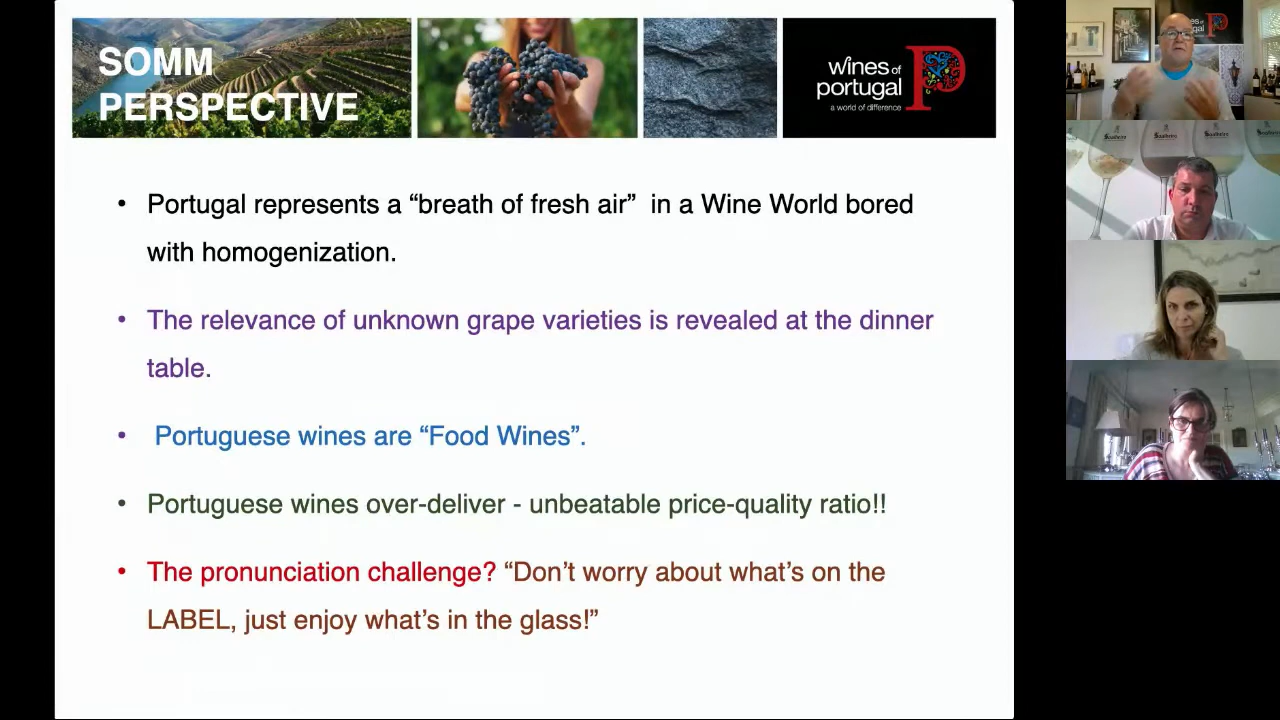 SOMM
PERSPECTIVE
wines of
portugal
a world of difference
• Portugal represents a “breath of fresh air”  in a Wine World bored
with homogenization.
• The relevance of unknown grape varieties is revealed at the dinner
table.
• Portuguese wines are “Food Wines”.
• Portuguese wines over-deliver - unbeatable price-quality ratio!!
• The pronunciation challenge? “Don’t worry about what’s on the
LABEL, just enjoy what’s in the glass!”